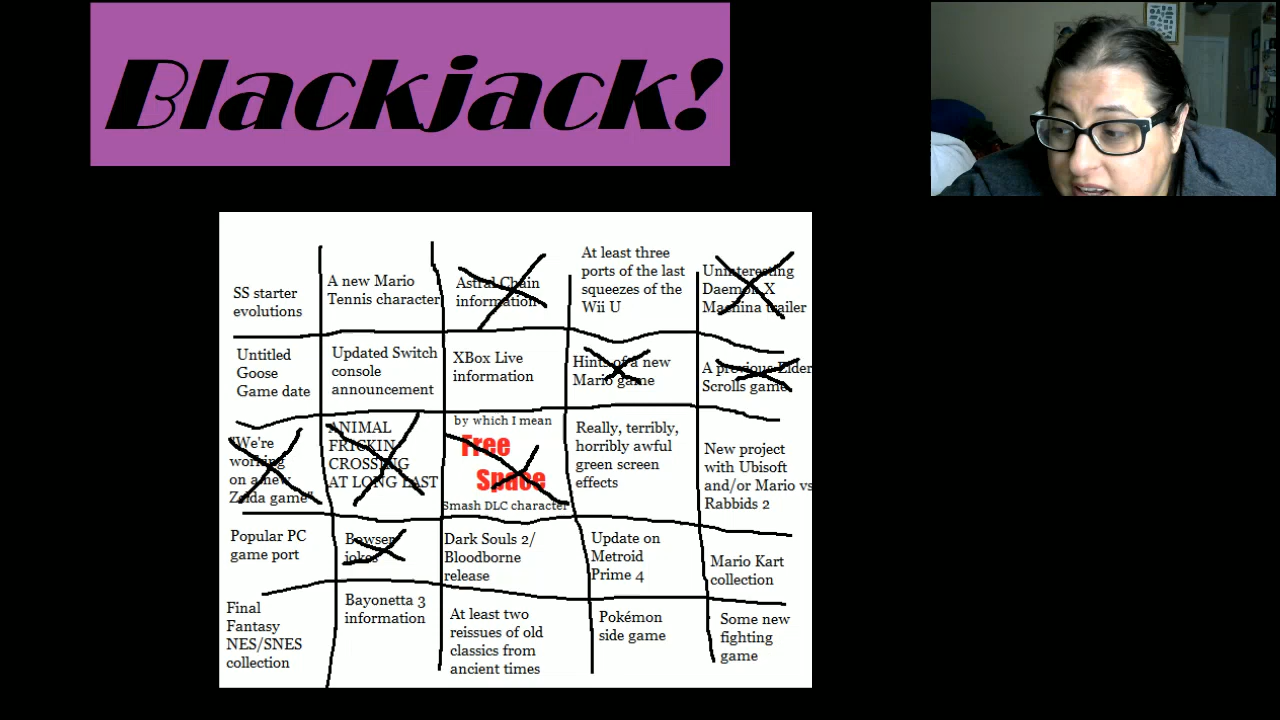 Blackjack!
SS starter
evolutions
A new Mario
Tennis character
Astral Chain
information
At least three
ports of the last
squeezes of the
Wii U
Uninteresting
Daemon X
Machina trailer
Untitled
Goose
Game date
Updated Switch
console
announcement
XBox Live
information
Hints of a new
Mario game
A previous Elder
Scrolls game
"We're
working
on a new
Zelda game"
ANIMAL
FRICKIN
CROSSING
AT LONG LAST
by which I mean
Free
Space
Smash DLC character
Really, terribly,
horribly awful
green screen
effects
New project
with Ubisoft
and/or Mario vs
Rabbids 2
Popular PC
game port
Bowser
jokes
Dark Souls 2/
Bloodborne
release
Update on
Metroid
Prime 4
Mario Kart
collection
Final
Fantasy
NES/SNES
collection
Bayonetta 3
information
At least two
reissues of old
classics from
ancient times
Pokémon
side game
Some new
fighting
game